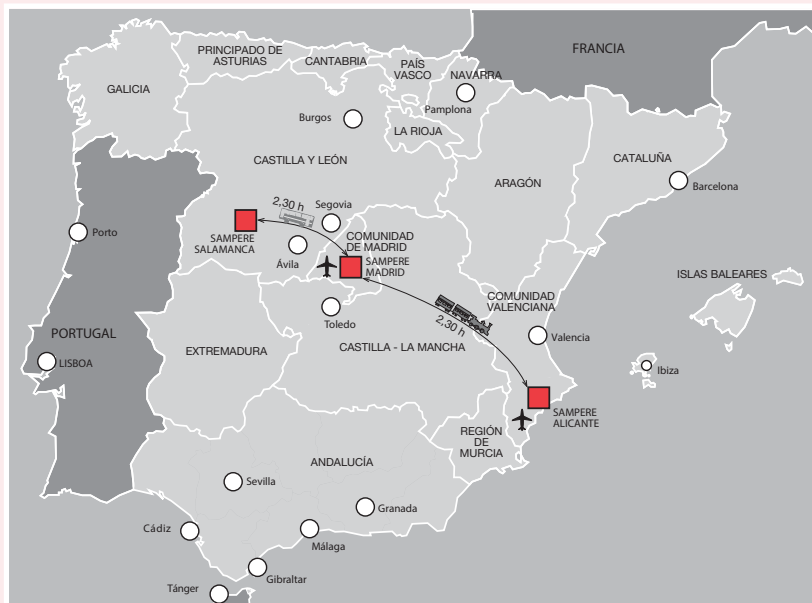 FRANCIA
PRINCIPADO DE
ASTURIAS
CANTABRIA
PAÍS
VASCO
NAVARRA
GALICIA
Pamplona
Burgos
LA RIOJA
CASTILLA Y LEÓN
CATALUÑA
ARAGÓN
Barcelona
2,30 h
Segovia
Porto
SAMPERE
SALAMANCA
COMUNIDAD
DE MADRID
Ávila
SAMPERE
MADRID
ISLAS BALEARES
COMUNIDAD
VALENCIANA
2,30 h
Toledo
PORTUGAL
Valencia
CASTILLA - LA MANCHA
EXTREMADURA
LISBOA
Ibiza
SAMPERE
ALICANTE
REGIÓN
DE
MURCIA
ANDALUCÍA
Sevilla
Granada
Cádiz
Málaga
Gibraltar
Tánger